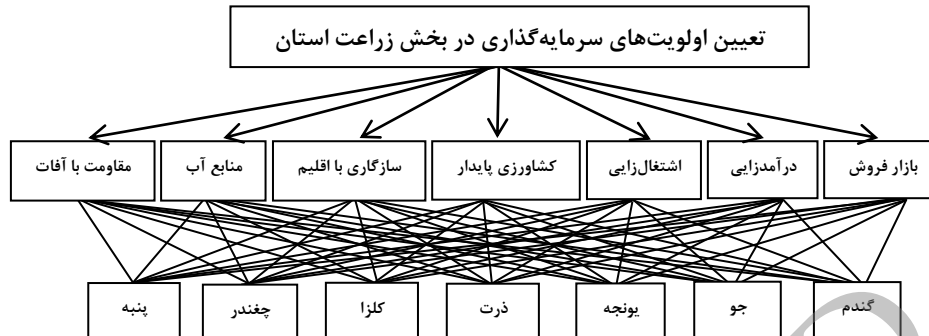 تعیین اولویت‌های سرمایه‌گذاری در بخش زراعت استان
بازار فروش درآمدزایی اشتغال‌زایی کشاورزی پایدار سازگاری با اقلیم منابع آب مقاومت با آفات
گندم جو یونجه ذرت کلزا چغندر پنبه